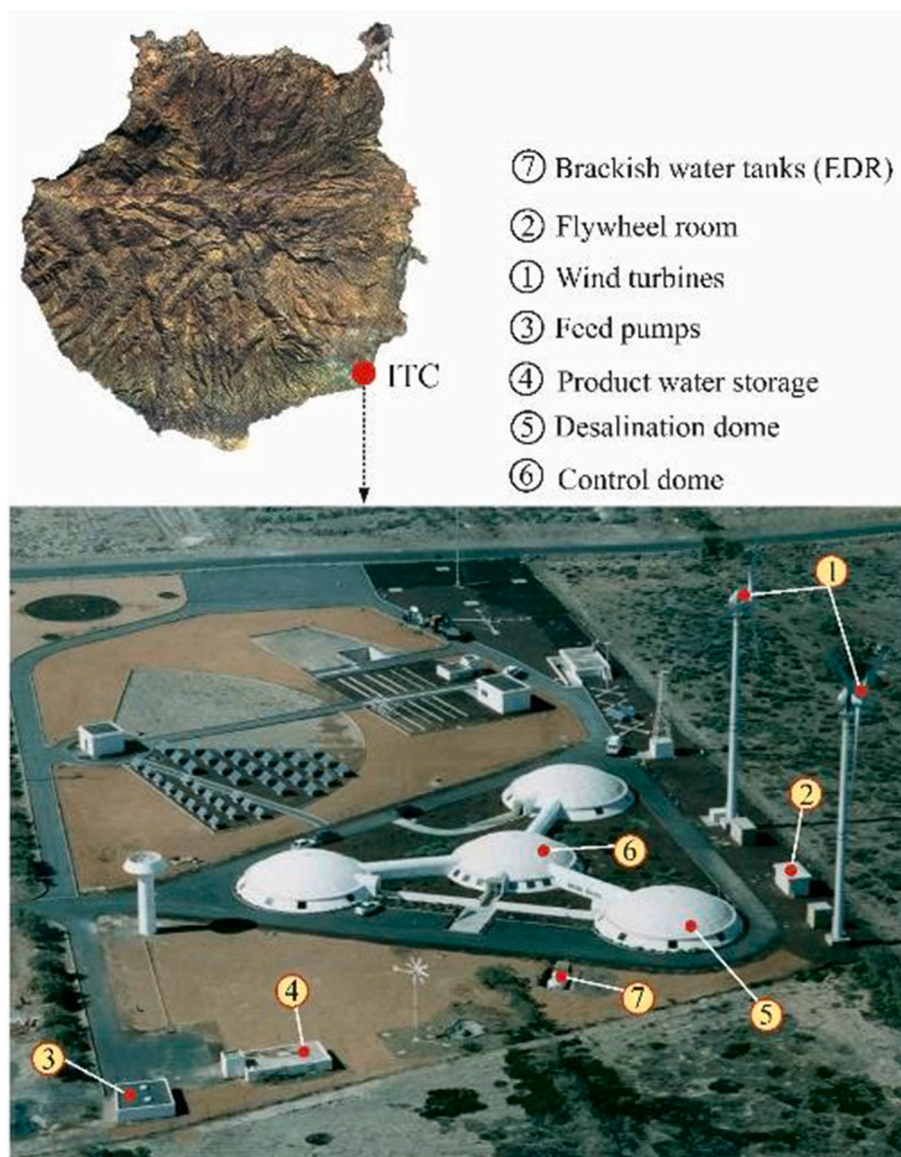 ⑦ Brackish water tanks (EDR)
② Flywheel room
① Wind turbines
③ Feed pumps
④ Product water storage
⑤ Desalination dome
⑥ Control dome
ITC
1
2
6
7
5
4
3